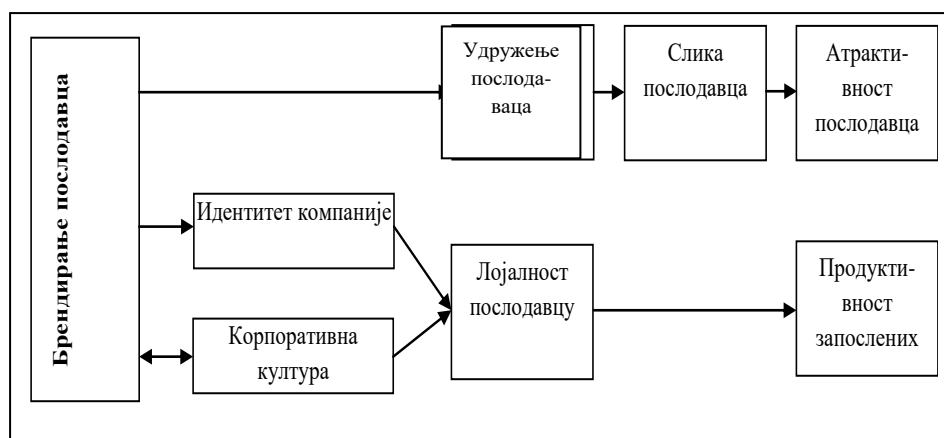 Брендирање послодавца
Удружење
послода-
ваца
Слика
послодавца
Атракти-
вност
послодавца
Идентитет компаније
Корпоративна
култура
Лојалност
послодавцу
Продукти-
вност
запослених